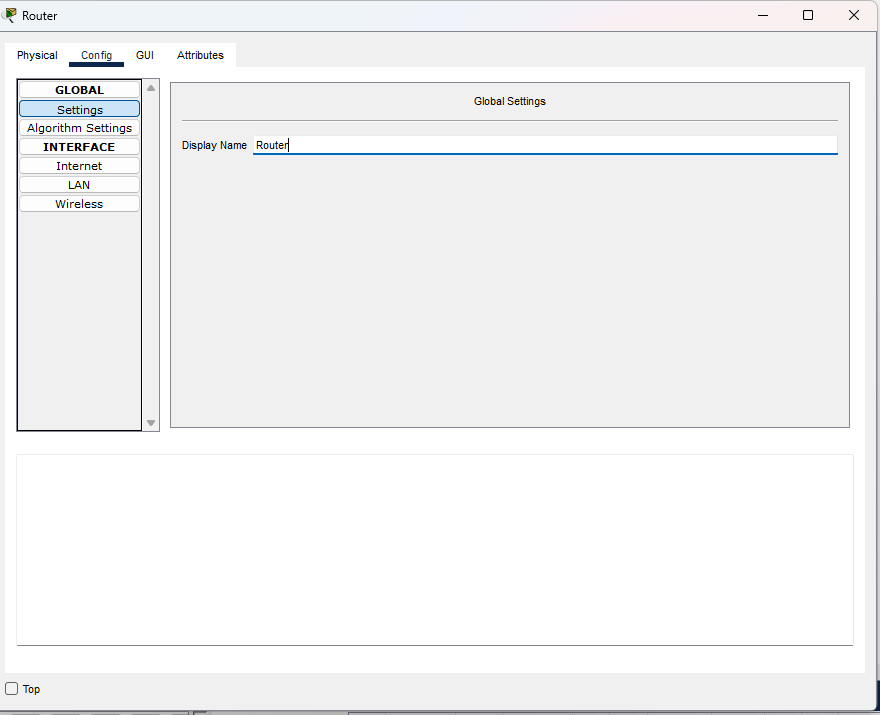 Router
Physical Config GUI Attributes
GLOBAL
Settings
Algorithm Settings
INTERFACE
Internet
LAN
Wireless
Global Settings
Display Name Router
Top